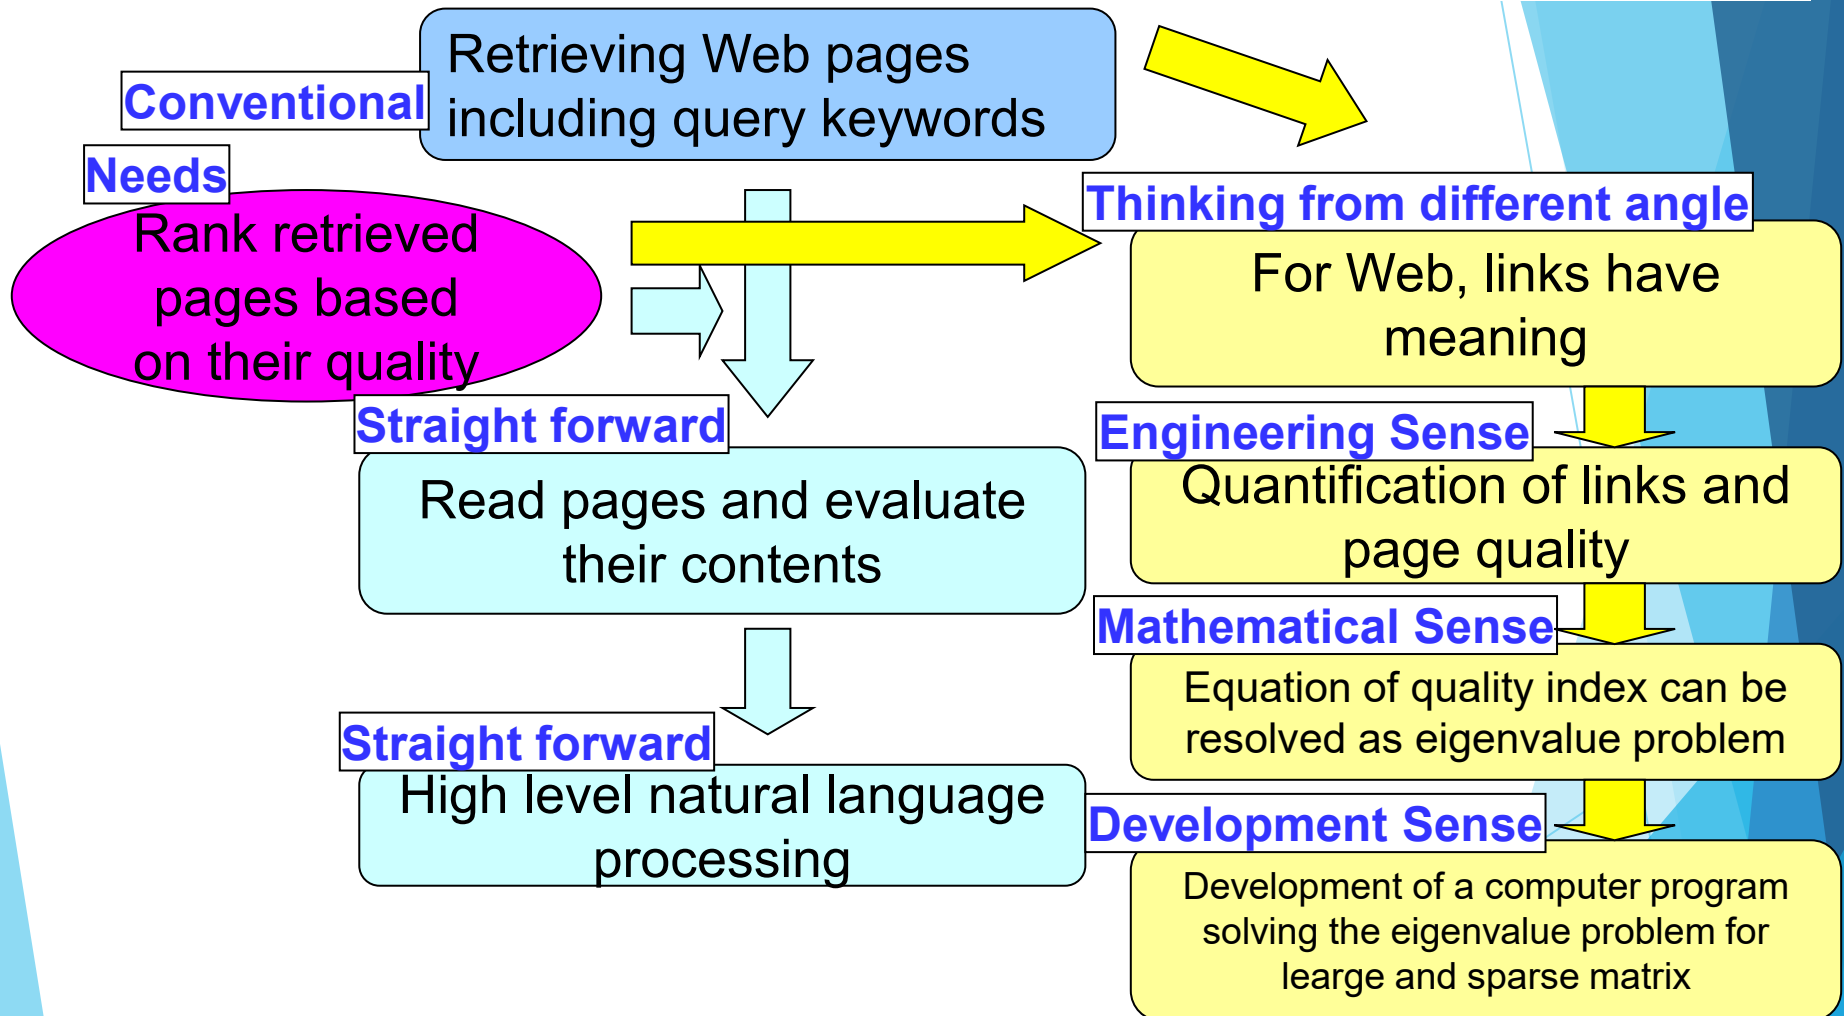 Conventional
Retrieving Web pages
including query keywords
Needs
Rank retrieved
pages based
on their quality
Straight forward
Read pages and evaluate
their contents
Straight forward
High level natural language
processing
Thinking from different angle
For Web, links have
meaning
Engineering Sense
Quantification of links and
page quality
Mathematical Sense
Equation of quality index can be
resolved as eigenvalue problem
Development Sense
Development of a computer program
solving the eigenvalue problem for
learge and sparse matrix